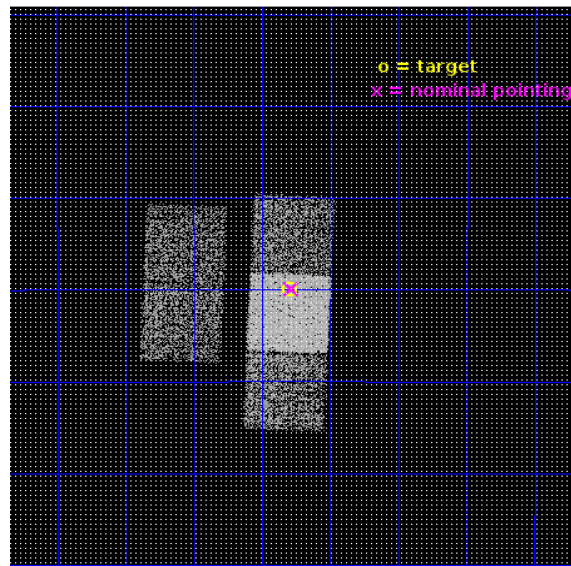 o = target
x = nominal pointing